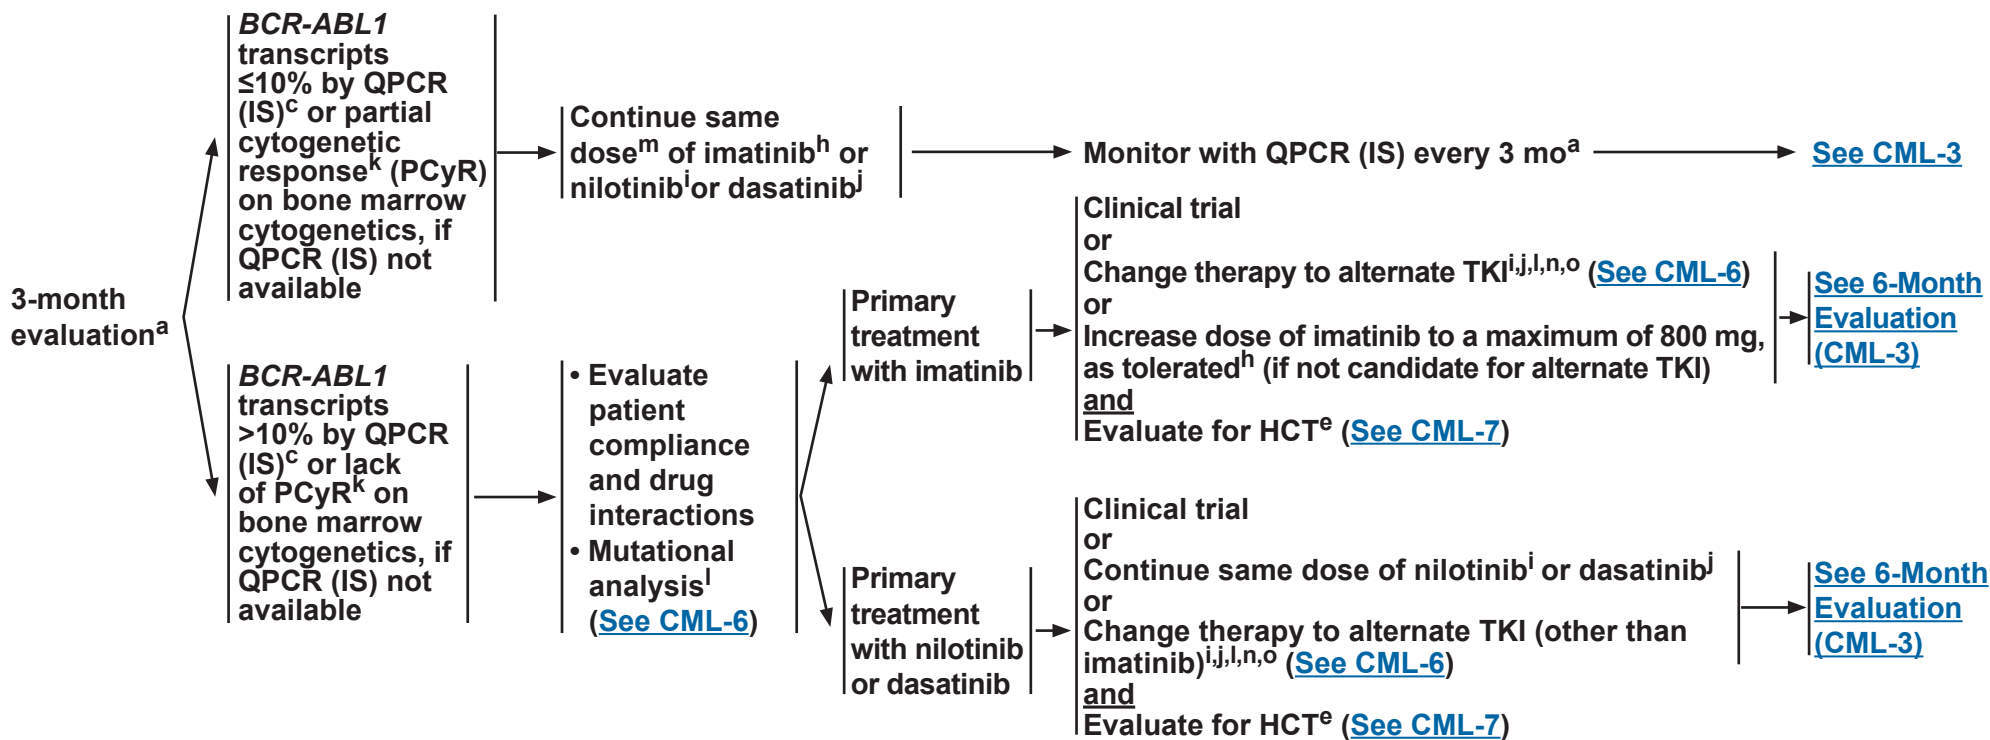 3-month
evaluationᵃ
BCR-ABL1
transcripts
≤10% by QPCR
(IS)ᶜ or partial
cytogenetic
responseᵏ (PCyR)
on bone marrow
cytogenetics, if
QPCR (IS) not
available
Continue same
doseᵐ of imatinibʰ or
nilotinibⁱor dasatinibʲ
Monitor with QPCR (IS) every 3 moᵃ
See CML-3
BCR-ABL1
transcripts
>10% by QPCR
(IS)ᶜ or lack
of PCyRᵏ on
bone marrow
cytogenetics, if
QPCR (IS) not
available
• Evaluate
patient
compliance
and drug
interactions
• Mutational
analysisˡ
(See CML-6)
Primary
treatment
with imatinib
Clinical trial
or
Change therapy to alternate TKIⁱ,ʲ,ˡ,ⁿ,ᵒ (See CML-6)
or
Increase dose of imatinib to a maximum of 800 mg,
as toleratedʰ (if not candidate for alternate TKI)
and
Evaluate for HCTᵉ (See CML-7)
See 6-Month
Evaluation
(CML-3)
Primary
treatment
with nilotinib
or dasatinib
Clinical trial
or
Continue same dose of nilotinibⁱ or dasatinibʲ
or
Change therapy to alternate TKI (other than
imatinib)ⁱ,ʲ,ˡ,ⁿ,ᵒ (See CML-6)
and
Evaluate for HCTᵉ (See CML-7)
See 6-Month
Evaluation
(CML-3)